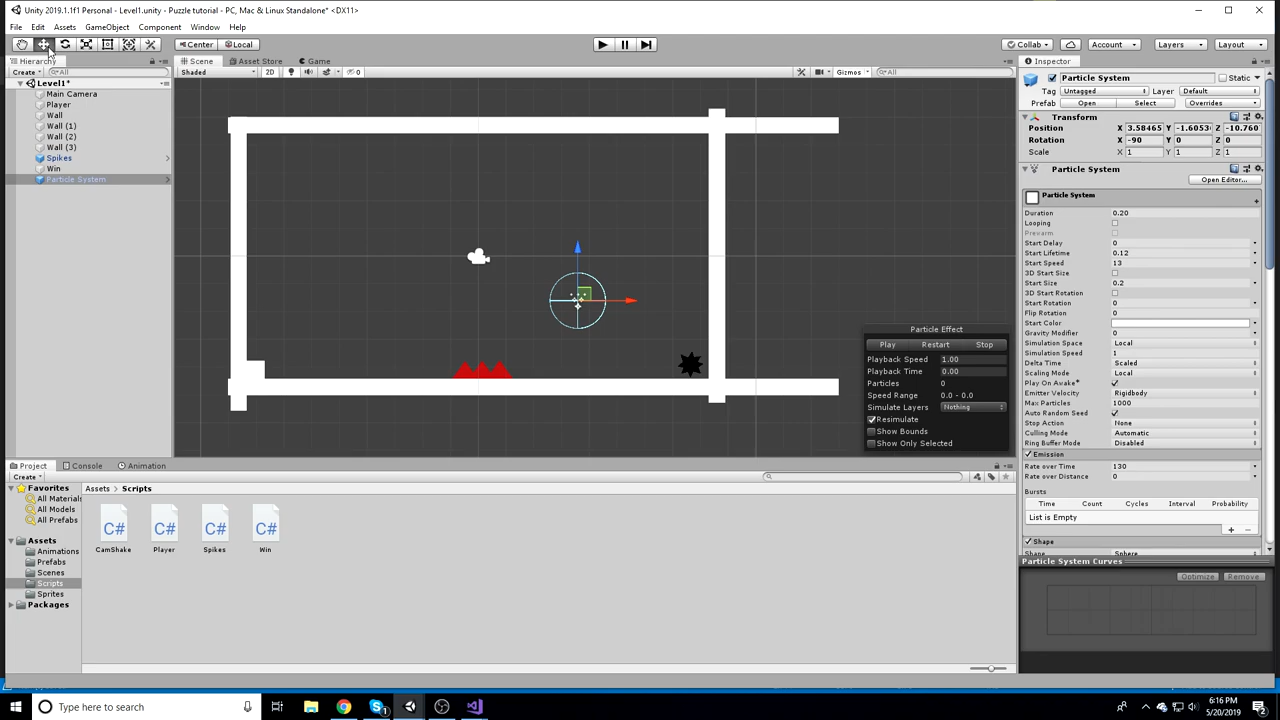 Unity 2019.1.1f1 Personal - Level1.unity - Puzzle tutorial - PC, Mac & Linux Standalone* <DX11>
File Edit Assets GameObject Component Window Help
Center Local Collab Account Layers Layout
Hierarchy Scene Asset Store Game Inspector
Create All Shaded 2D 0 Gizmos All
Level1*
Main Camera
Player
Wall
Wall (1)
Wall (2)
Wall (3)
Spikes
Win
Particle System
Particle Effect
Play Restart Stop
Playback Speed 1.00
Playback Time 0.00
Particles 0
Speed Range 0.0 - 0.0
Simulate Layers Nothing
Resimulate
Show Bounds
Show Only Selected
Particle System Static
Tag Untagged Layer Default
Prefab Open Select Overrides
Transform
Position X 3.58465 Y -1.6053 Z -10.760
Rotation X -90 Y 0 Z 0
Scale X 1 Y 1 Z 1
Particle System
Open Editor...
Particle System
Duration 0.20
Looping
Prewarm
Start Delay 0
Start Lifetime 0.12
Start Speed 13
3D Start Size
Start Size 0.2
3D Start Rotation
Start Rotation 0
Flip Rotation 0
Start Color
Gravity Modifier 0
Simulation Space Local
Simulation Speed 1
Delta Time Scaled
Scaling Mode Local
Play On Awake*
Emitter Velocity Rigidbody
Max Particles 1000
Auto Random Seed
Stop Action None
Culling Mode Automatic
Ring Buffer Mode Disabled
Emission
Rate over Time 130
Rate over Distance 0
Bursts
Time Count Cycles Interval Probability
List is Empty
Shape
Shape Sphere
Particle System Curves
Optimize Remove
Project Console Animation
Create
Favorites
All Materials
All Models
All Prefabs
Assets
Animations
Prefabs
Scenes
Scripts
Sprites
Packages
Assets Scripts
C# C# C# C#
CamShake Player Spikes Win
Type here to search
6:16 PM
5/20/2019
2